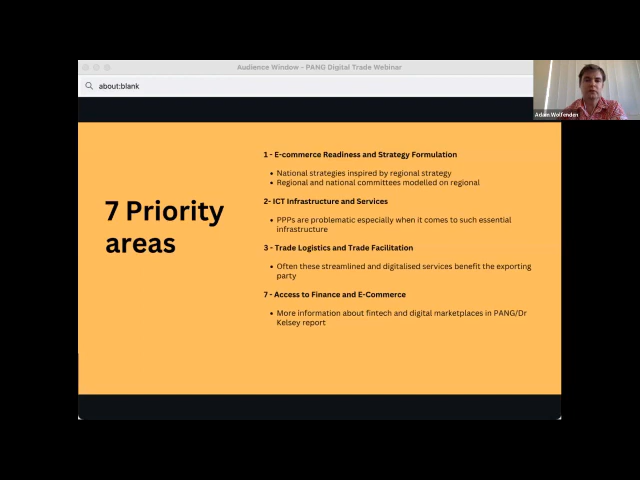 Audience Window - PANG Digital Trade Webinar
about:blank
Adam Wolfenden
7 Priority
areas
1 - E-commerce Readiness and Strategy Formulation
• National strategies inspired by regional strategy
• Regional and national committees modelled on regional
2- ICT Infrastructure and Services
• PPPs are problematic especially when it comes to such essential
infrastructure
3 - Trade Logistics and Trade Facilitation
• Often these streamlined and digitalised services benefit the exporting
party
7 - Access to Finance and E-Commerce
• More information about fintech and digital marketplaces in PANG/Dr
Kelsey report